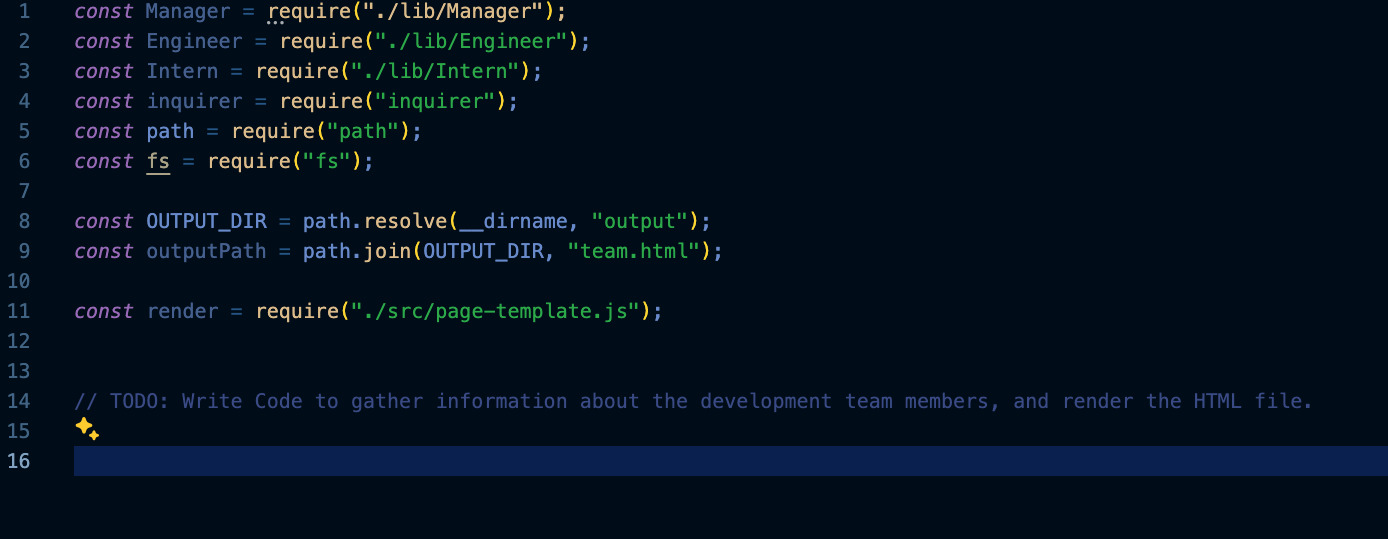 1 const Manager = require("./lib/Manager");
2 const Engineer = require("./lib/Engineer");
3 const Intern = require("./lib/Intern");
4 const inquirer = require("inquirer");
5 const path = require("path");
6 const fs = require("fs");
7
8 const OUTPUT_DIR = path.resolve(__dirname, "output");
9 const outputPath = path.join(OUTPUT_DIR, "team.html");
10
11 const render = require("./src/page-template.js");
12
13
14 // TODO: Write Code to gather information about the development team members, and render the HTML file.
15
16